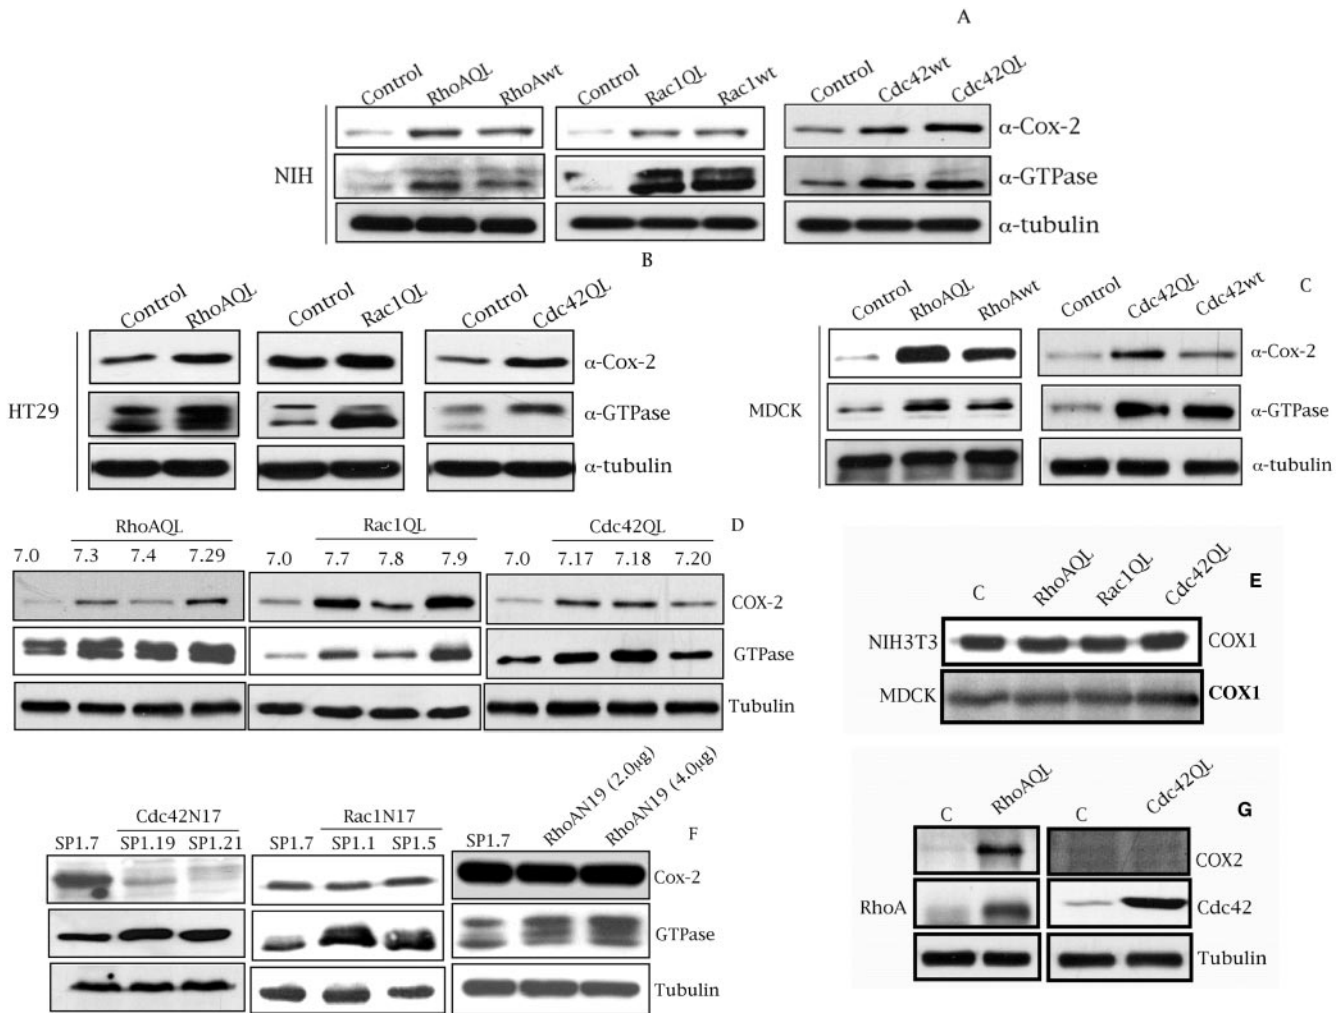 A
Control RhoAQL RhoAwt Control Rac1QL Rac1wt Control Cdc42wt Cdc42QL
α-Cox-2
NIH α-GTPase
α-tubulin
B
Control RhoAQL Control Rac1QL Control Cdc42QL
α-Cox-2
HT29 α-GTPase
α-tubulin
C
Control RhoAQL RhoAwt Control Cdc42QL Cdc42wt
α-Cox-2
MDCK α-GTPase
α-tubulin
RhoAQL Rac1QL Cdc42QL D
7.0 7.3 7.4 7.29 7.0 7.7 7.8 7.9 7.0 7.17 7.18 7.20
COX-2
GTPase
Tubulin
C RhoAQL Rac1QL Cdc42QL E
NIH3T3 COX1
MDCK COX1
Cdc42N17 Rac1N17 F
SP1.7 SP1.19 SP1.21 SP1.7 SP1.1 SP1.5 SP1.7 RhoAN19 (2.0µg) RhoAN19 (4.0µg)
Cox-2
GTPase
Tubulin
C RhoAQL C Cdc42QL G
COX2
RhoA Cdc42
Tubulin